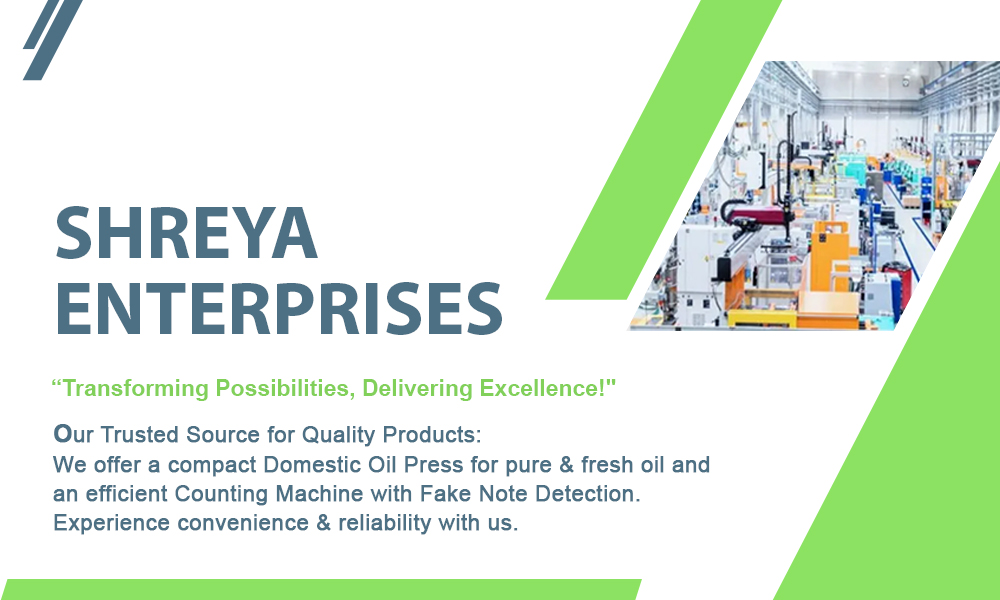 SHREYA
ENTERPRISES
“Transforming Possibilities, Delivering Excellence!"
Our Trusted Source for Quality Products:
We offer a compact Domestic Oil Press for pure & fresh oil and
an efficient Counting Machine with Fake Note Detection.
Experience convenience & reliability with us.